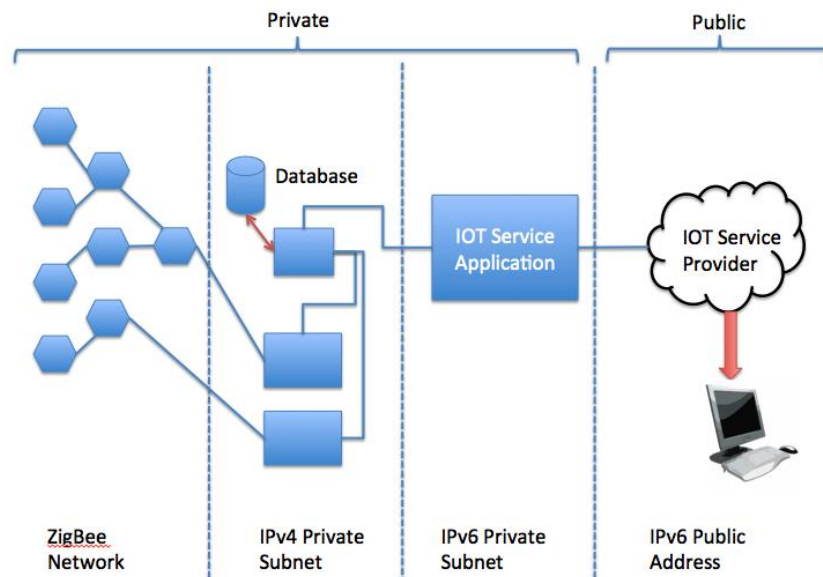 Private
Public
Database
IOT Service
Application
IOT Service
Provider
ZigBee
Network
IPv4 Private
Subnet
IPv6 Private
Subnet
IPv6 Public
Address